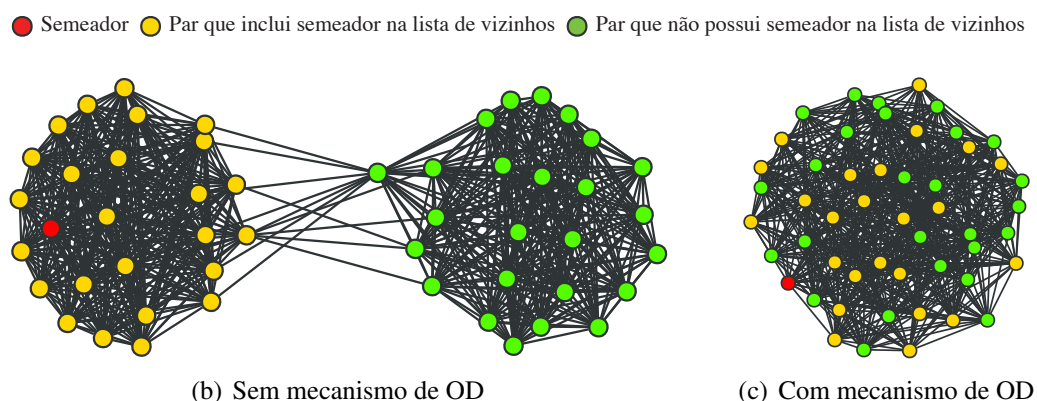 Semeador Par que inclui semeador na lista de vizinhos Par que não possui semeador na lista de vizinhos
(b) Sem mecanismo de OD (c) Com mecanismo de OD